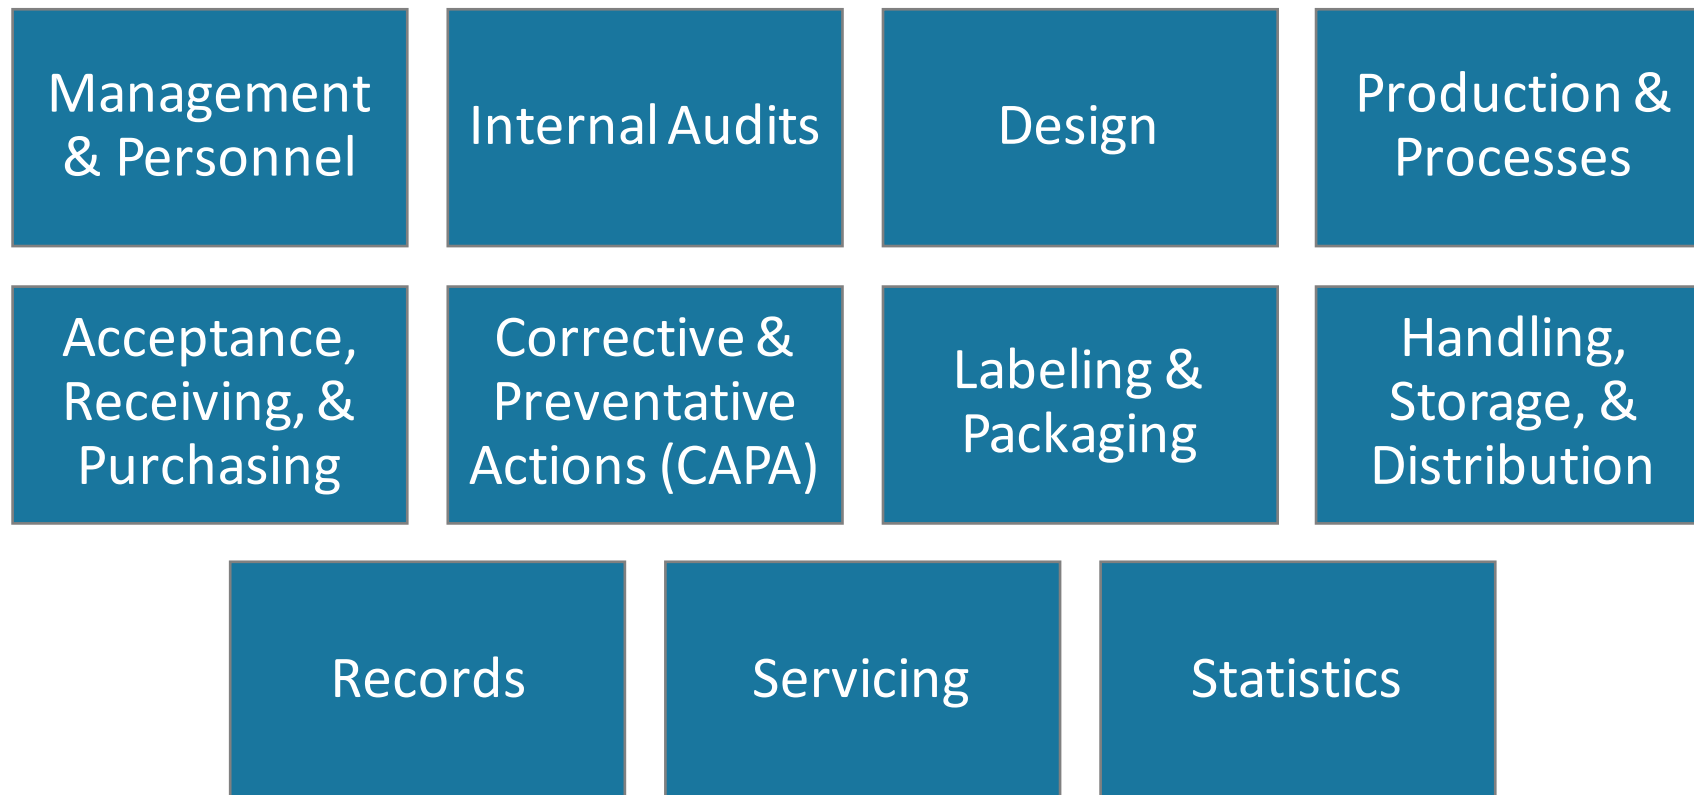 Management
& Personnel
Internal Audits
Design
Production &
Processes
Acceptance,
Receiving, &
Purchasing
Corrective &
Preventative
Actions (CAPA)
Labeling &
Packaging
Handling,
Storage, &
Distribution
Records
Servicing
Statistics